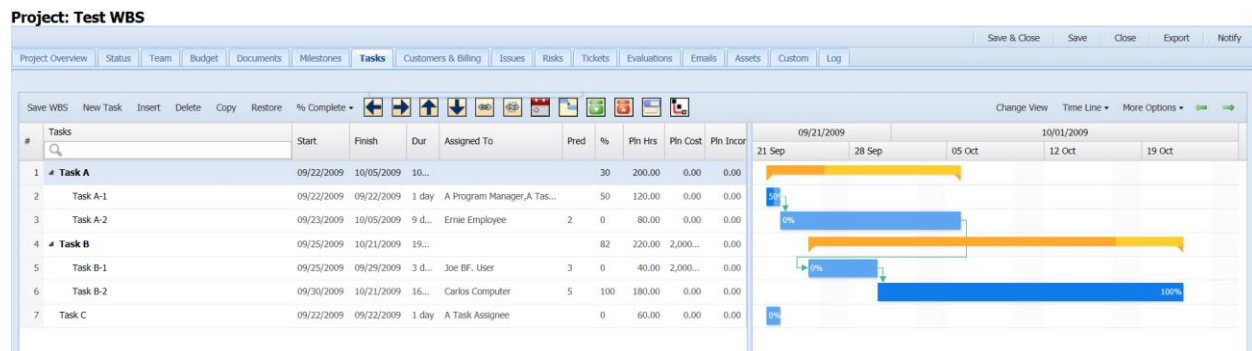 Project: Test WBS
Save & Close Save Close Export Notify
Project Overview Status Team Budget Documents Milestones Tasks Customers & Billing Issues Risks Tickets Evaluations Emails Assets Custom Log
Save WBS New Task Insert Delete Copy Restore % Complete Change View Time Line More Options
# Tasks Start Finish Dur Assigned To Pred % Pln Hrs Pln Cost Pln Incor 09/21/2009 10/01/2009
21 Sep 28 Sep 05 Oct 12 Oct 19 Oct
1 Task A 09/22/2009 10/05/2009 10... 30 200.00 0.00 0.00
2 Task A-1 09/22/2009 09/22/2009 1 day A Program Manager,A Tas... 50 120.00 0.00 0.00 50%
3 Task A-2 09/23/2009 10/05/2009 9 d... Ernie Employee 2 0 80.00 0.00 0.00 0%
4 Task B 09/25/2009 10/21/2009 19... 82 220.00 2,000... 0.00
5 Task B-1 09/25/2009 09/29/2009 3 d... Joe BF. User 3 0 40.00 2,000... 0.00 0%
6 Task B-2 09/30/2009 10/21/2009 16... Carlos Computer 5 100 180.00 0.00 0.00 100%
7 Task C 09/22/2009 09/22/2009 1 day A Task Assignee 0 60.00 0.00 0.00 0%